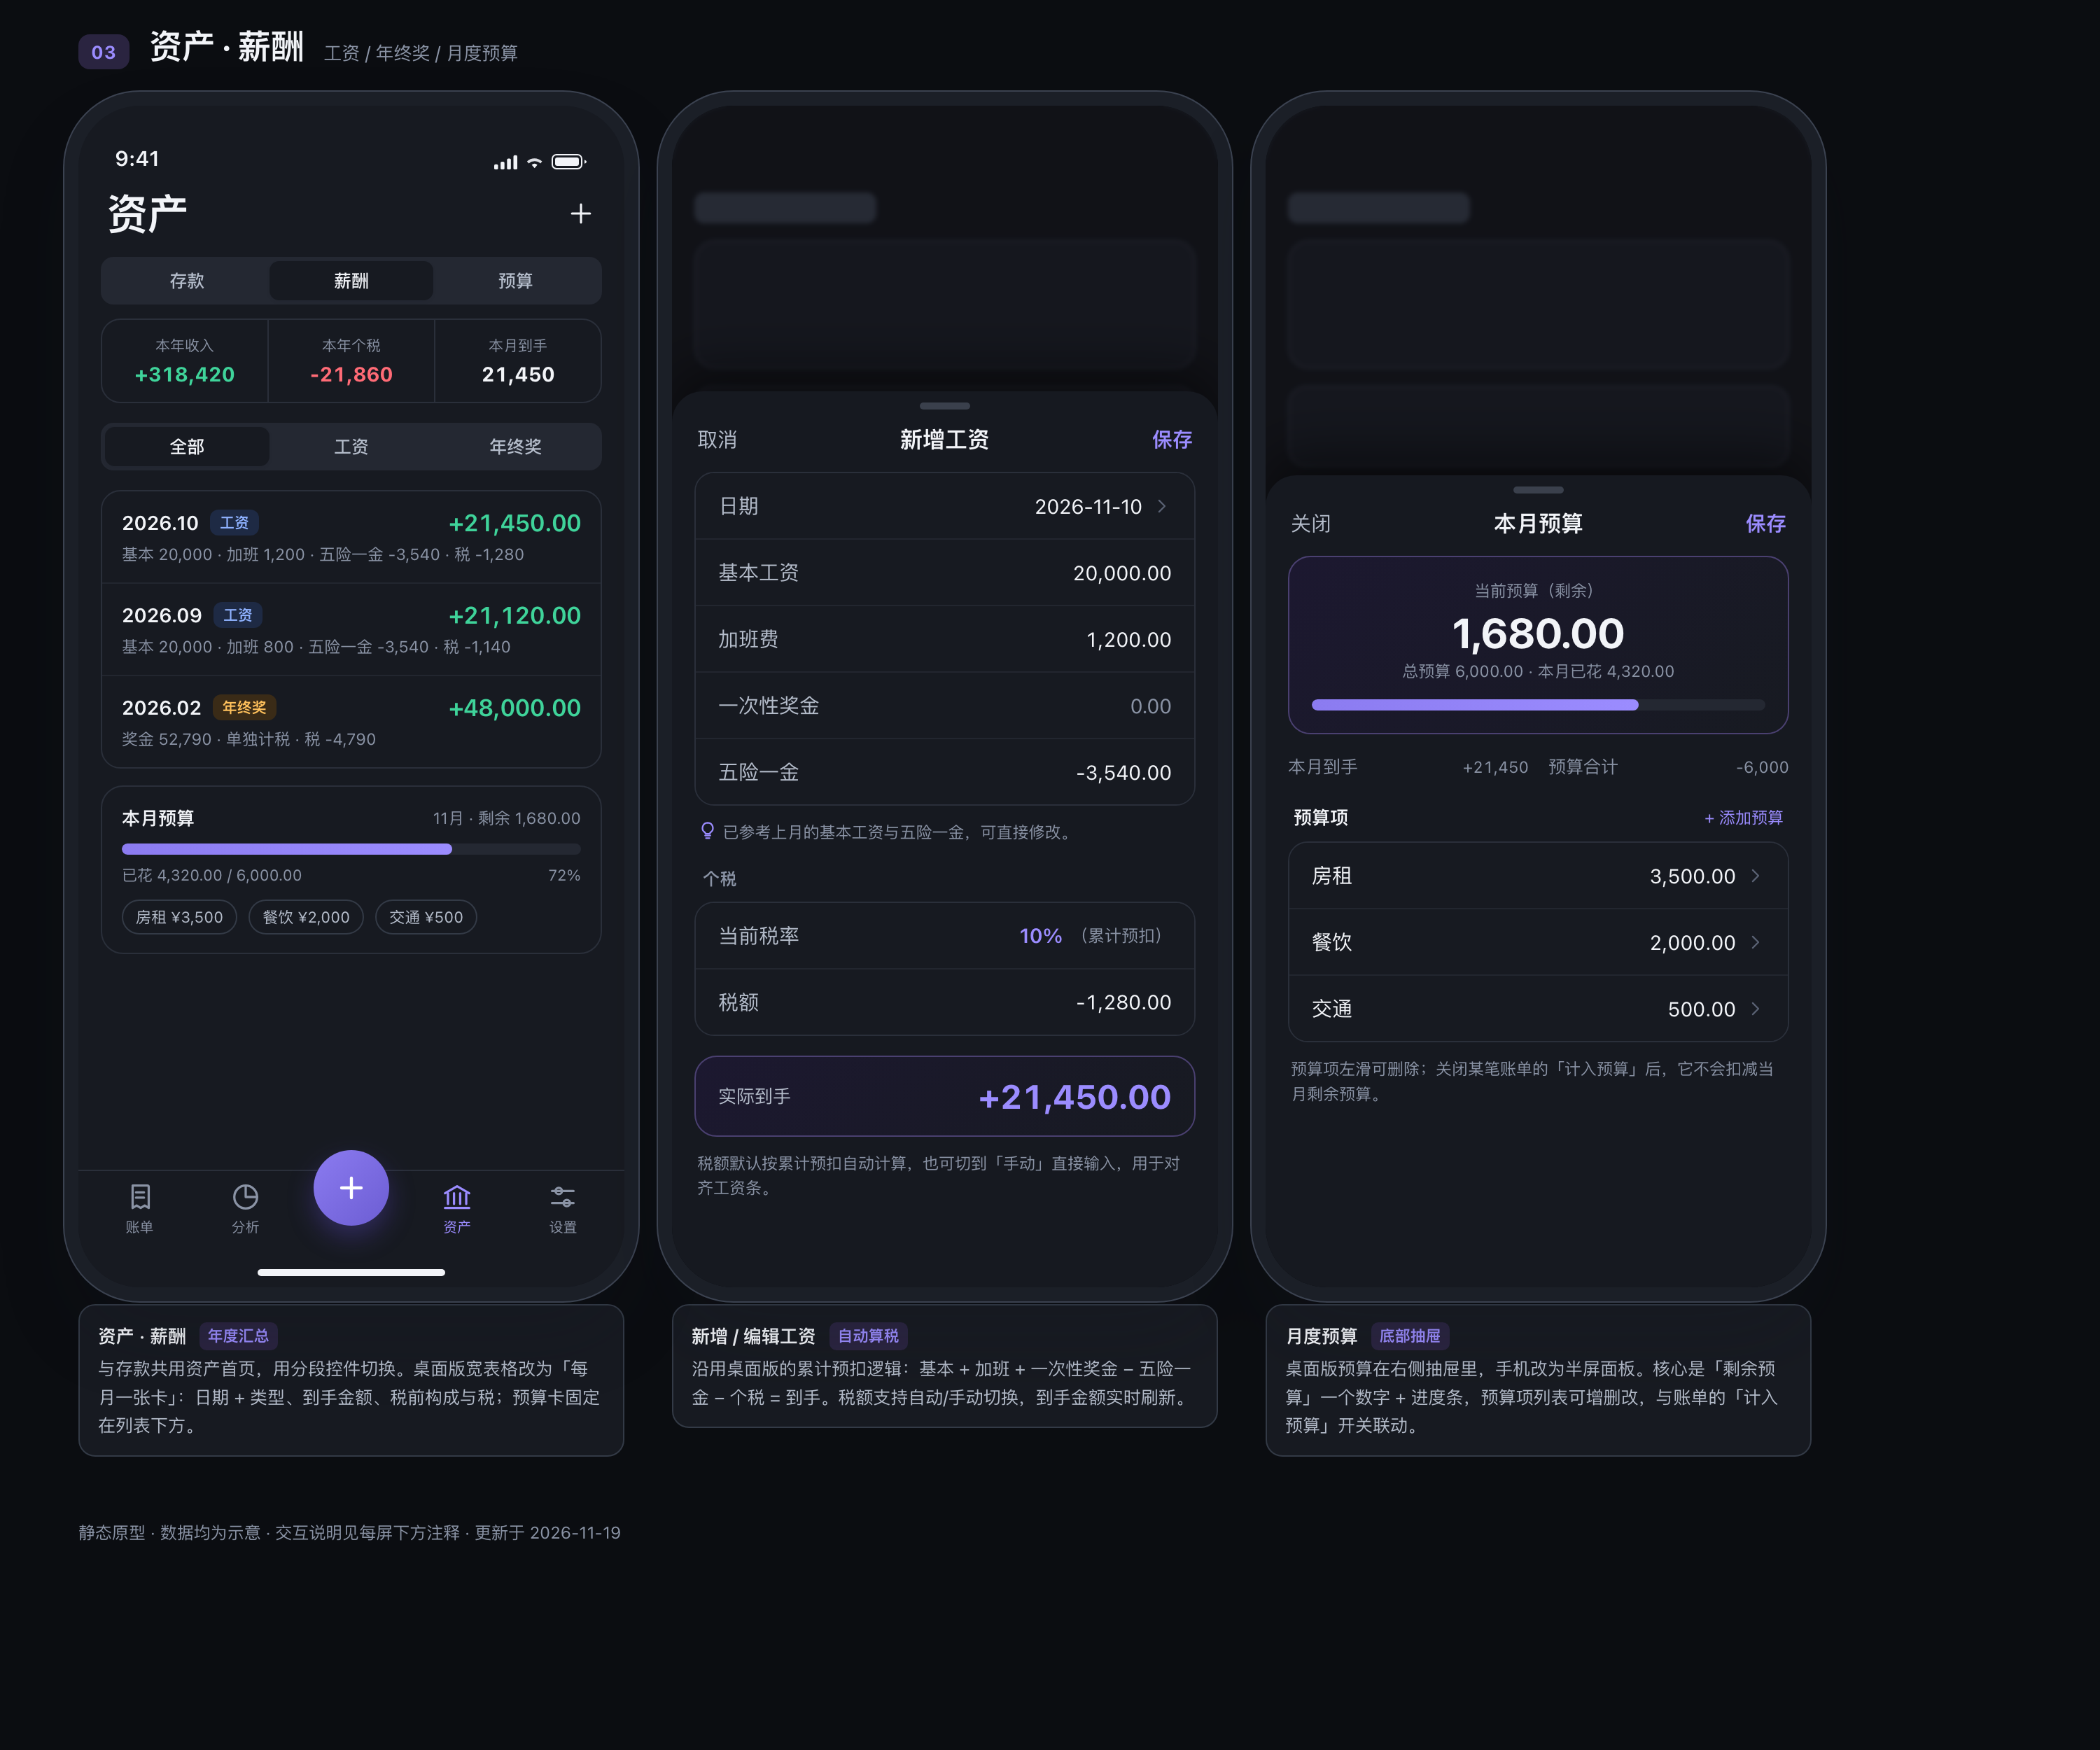 03 资产 · 薪酬 工资 / 年终奖 / 月度预算
9:41
资产
存款 薪酬 预算
本年收入 本年个税 本月到手
+318,420 -21,860 21,450
全部 工资 年终奖
2026.10 工资 +21,450.00
基本 20,000 · 加班 1,200 · 五险一金 -3,540 · 税 -1,280
2026.09 工资 +21,120.00
基本 20,000 · 加班 800 · 五险一金 -3,540 · 税 -1,140
2026.02 年终奖 +48,000.00
奖金 52,790 · 单独计税 · 税 -4,790
本月预算 11月 · 剩余 1,680.00
已花 4,320.00 / 6,000.00 72%
房租 ¥3,500 餐饮 ¥2,000 交通 ¥500
账单 分析 资产 设置
资产 · 薪酬 年度汇总
与存款共用资产首页，用分段控件切换。桌面版宽表格改为「每
月一张卡」：日期 + 类型、到手金额、税前构成与税；预算卡固定
在列表下方。
取消 新增工资 保存
日期 2026-11-10
基本工资 20,000.00
加班费 1,200.00
一次性奖金 0.00
五险一金 -3,540.00
已参考上月的基本工资与五险一金，可直接修改。
个税
当前税率 10% （累计预扣）
税额 -1,280.00
实际到手 +21,450.00
税额默认按累计预扣自动计算，也可切到「手动」直接输入，用于对
齐工资条。
新增 / 编辑工资 自动算税
沿用桌面版的累计预扣逻辑：基本 + 加班 + 一次性奖金 − 五险一
金 − 个税 = 到手。税额支持自动/手动切换，到手金额实时刷新。
关闭 本月预算 保存
当前预算（剩余）
1,680.00
总预算 6,000.00 · 本月已花 4,320.00
本月到手 +21,450 预算合计 -6,000
预算项 + 添加预算
房租 3,500.00
餐饮 2,000.00
交通 500.00
预算项左滑可删除；关闭某笔账单的「计入预算」后，它不会扣减当
月剩余预算。
月度预算 底部抽屉
桌面版预算在右侧抽屉里，手机改为半屏面板。核心是「剩余预
算」一个数字 + 进度条，预算项列表可增删改，与账单的「计入
预算」开关联动。
静态原型 · 数据均为示意 · 交互说明见每屏下方注释 · 更新于 2026-11-19